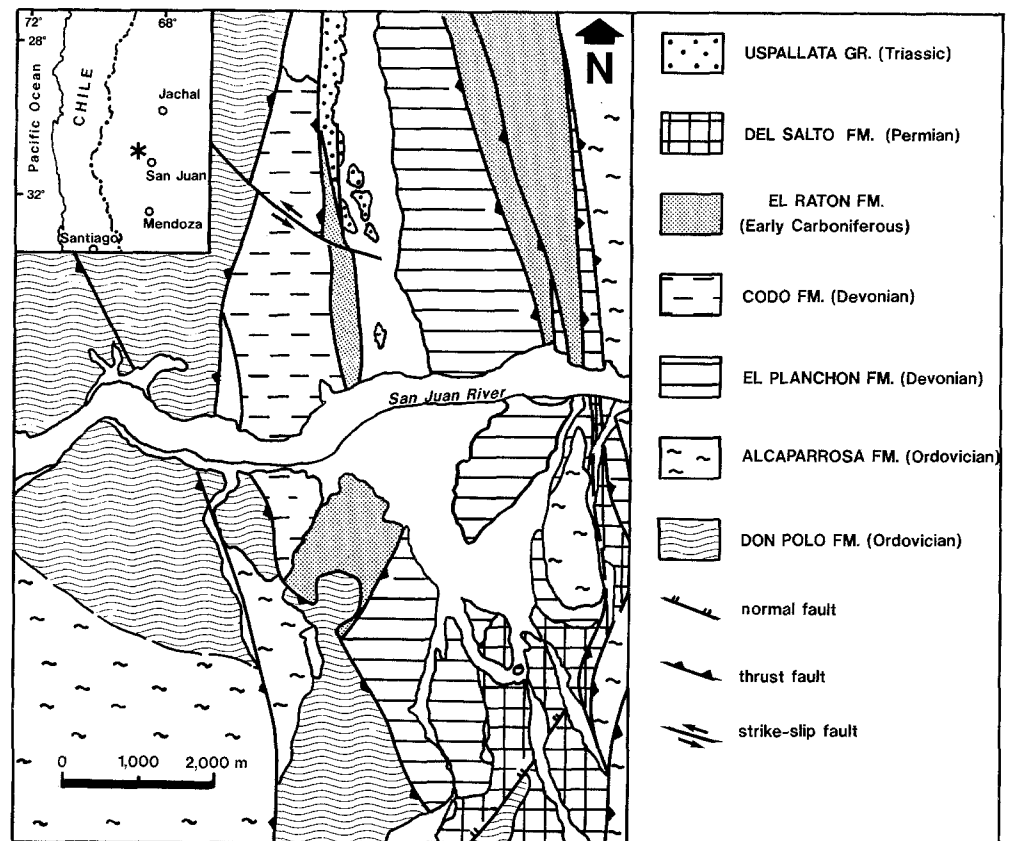 72°
68°
28°
Pacific Ocean
CHILE
Jachal
San Juan
32°
Mendoza
Santiago
N
San Juan River
0 1,000 2,000 m
USPALLATA GR. (Triassic)
DEL SALTO FM. (Permian)
EL RATON FM.
(Early Carboniferous)
CODO FM. (Devonian)
EL PLANCHON FM. (Devonian)
ALCAPARROSA FM. (Ordovician)
DON POLO FM. (Ordovician)
normal fault
thrust fault
strike-slip fault